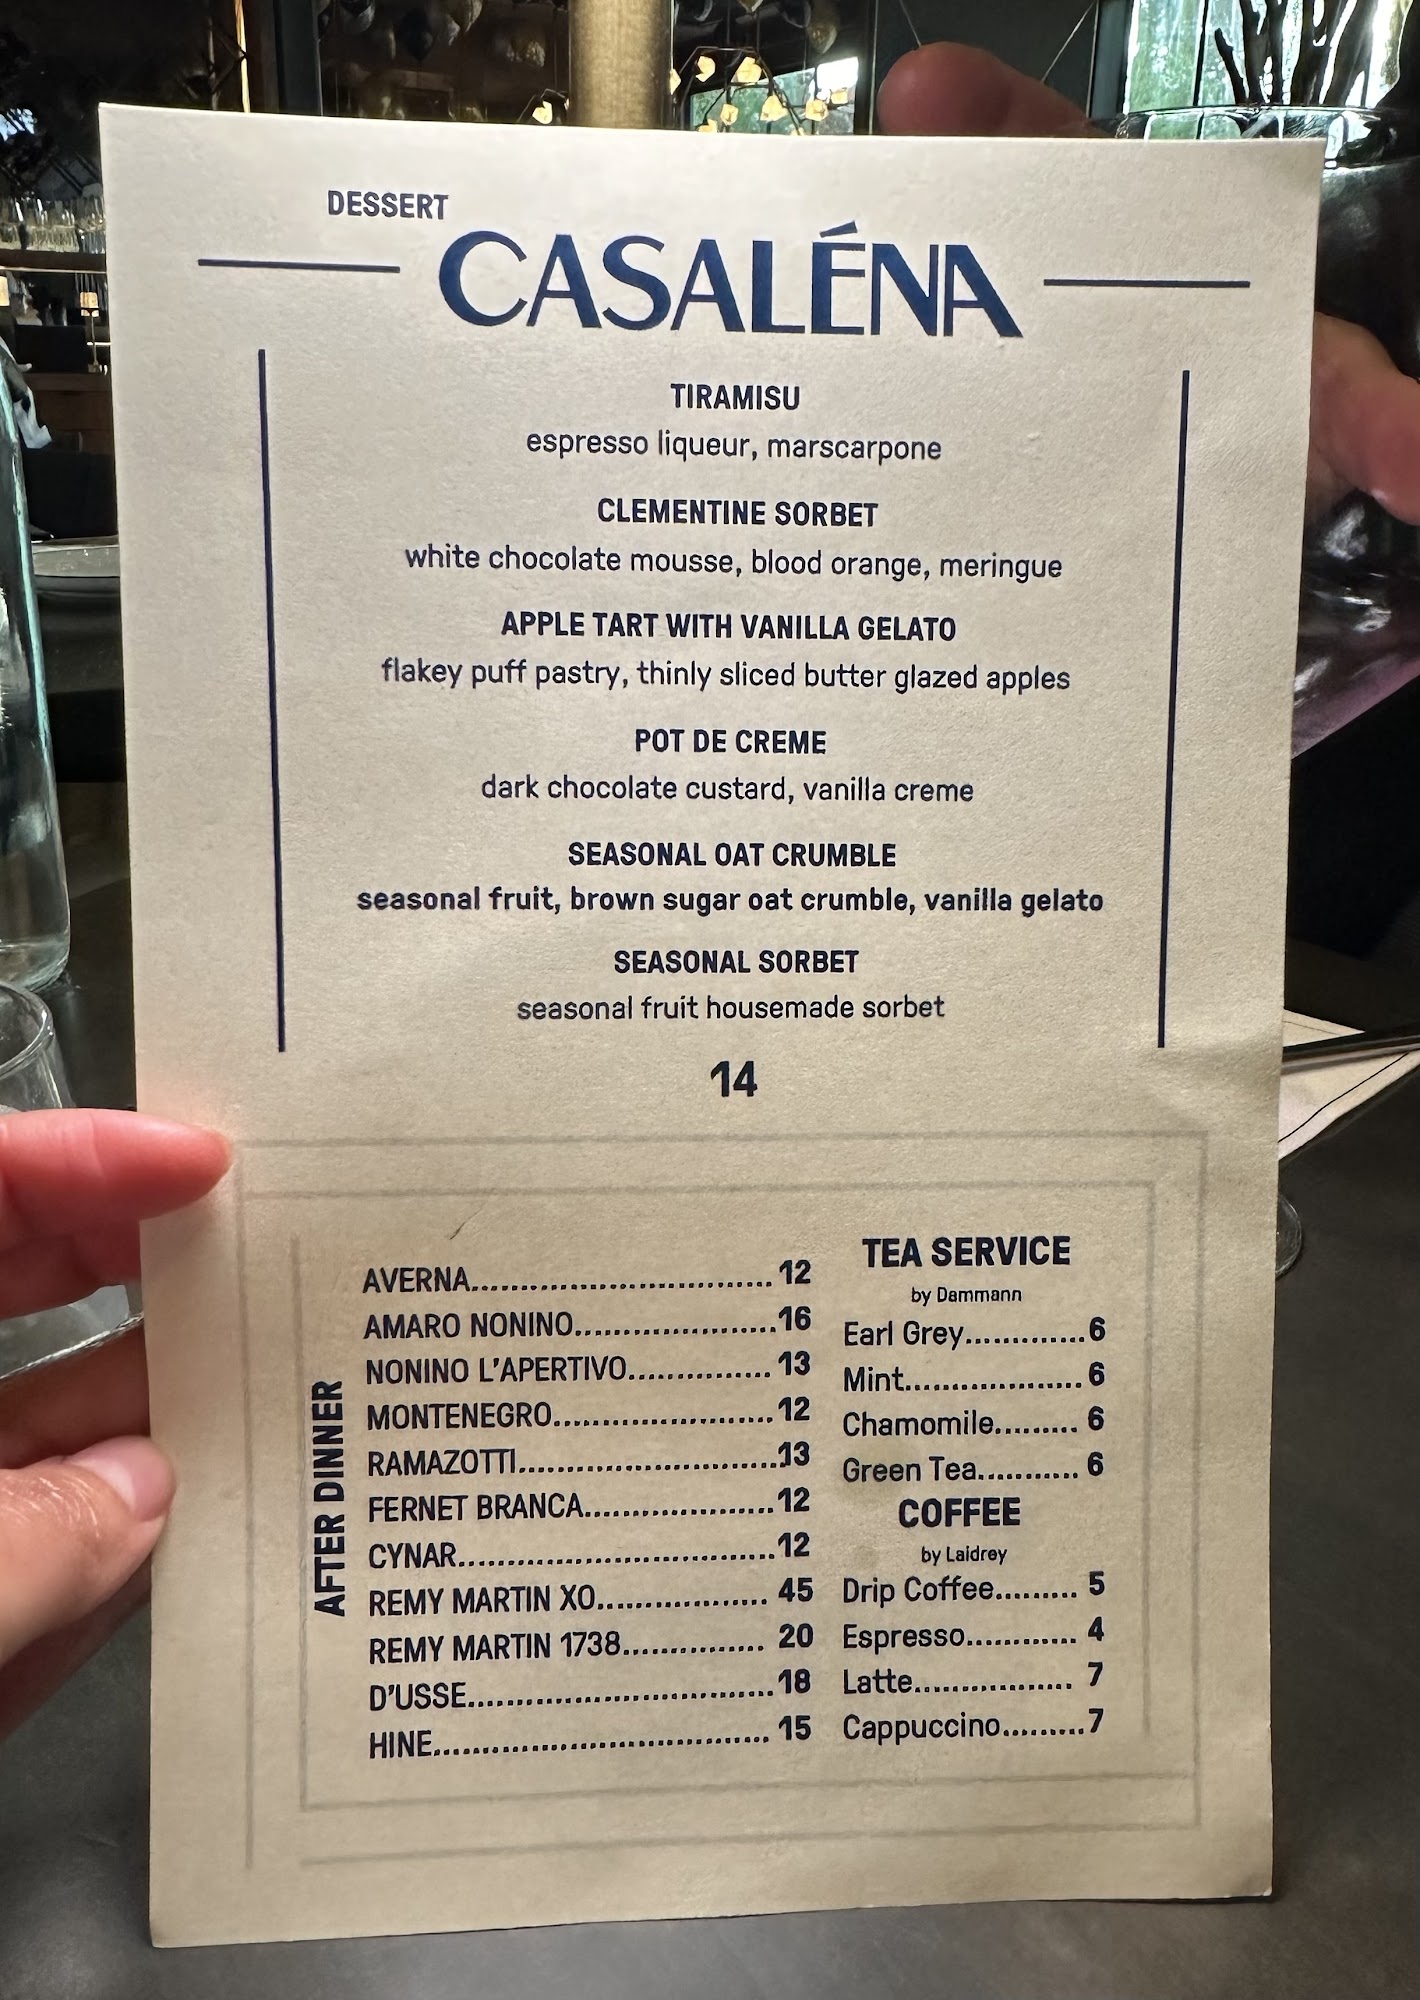 DESSERT
CASALÉNA
TIRAMISU
espresso liqueur, marscarpone
CLEMENTINE SORBET
white chocolate mousse, blood orange, meringue
APPLE TART WITH VANILLA GELATO
flakey puff pastry, thinly sliced butter glazed apples
POT DE CREME
dark chocolate custard, vanilla creme
SEASONAL OAT CRUMBLE
seasonal fruit, brown sugar oat crumble, vanilla gelato
SEASONAL SORBET
seasonal fruit housemade sorbet
14
AFTER DINNER
AVERNA 12
AMARO NONINO 16
NONINO L'APERTIVO 13
MONTENEGRO 12
RAMAZOTTI 13
FERNET BRANCA 12
CYNAR 12
REMY MARTIN XO 45
REMY MARTIN 1738 20
D'USSE 18
HINE 15
TEA SERVICE
by Dammann
Earl Grey 6
Mint 6
Chamomile 6
Green Tea 6
COFFEE
by Laidrey
Drip Coffee 5
Espresso 4
Latte 7
Cappuccino 7